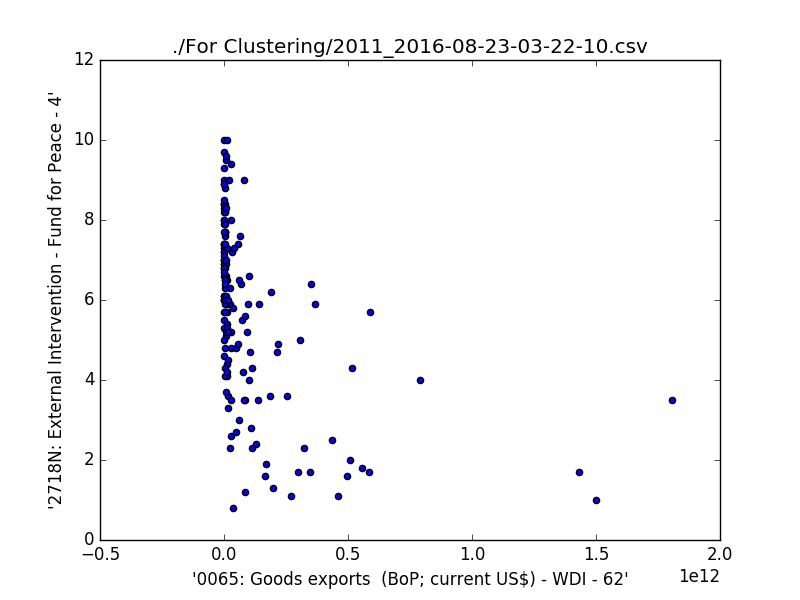 ./For Clustering/2011_2016-08-23-03-22-10.csv
12
10
8
6
4
2
0
'2718N: External Intervention - Fund for Peace - 4'
−0.5 0.0 0.5 1.0 1.5 2.0
1e12
'0065: Goods exports  (BoP; current US$) - WDI - 62'